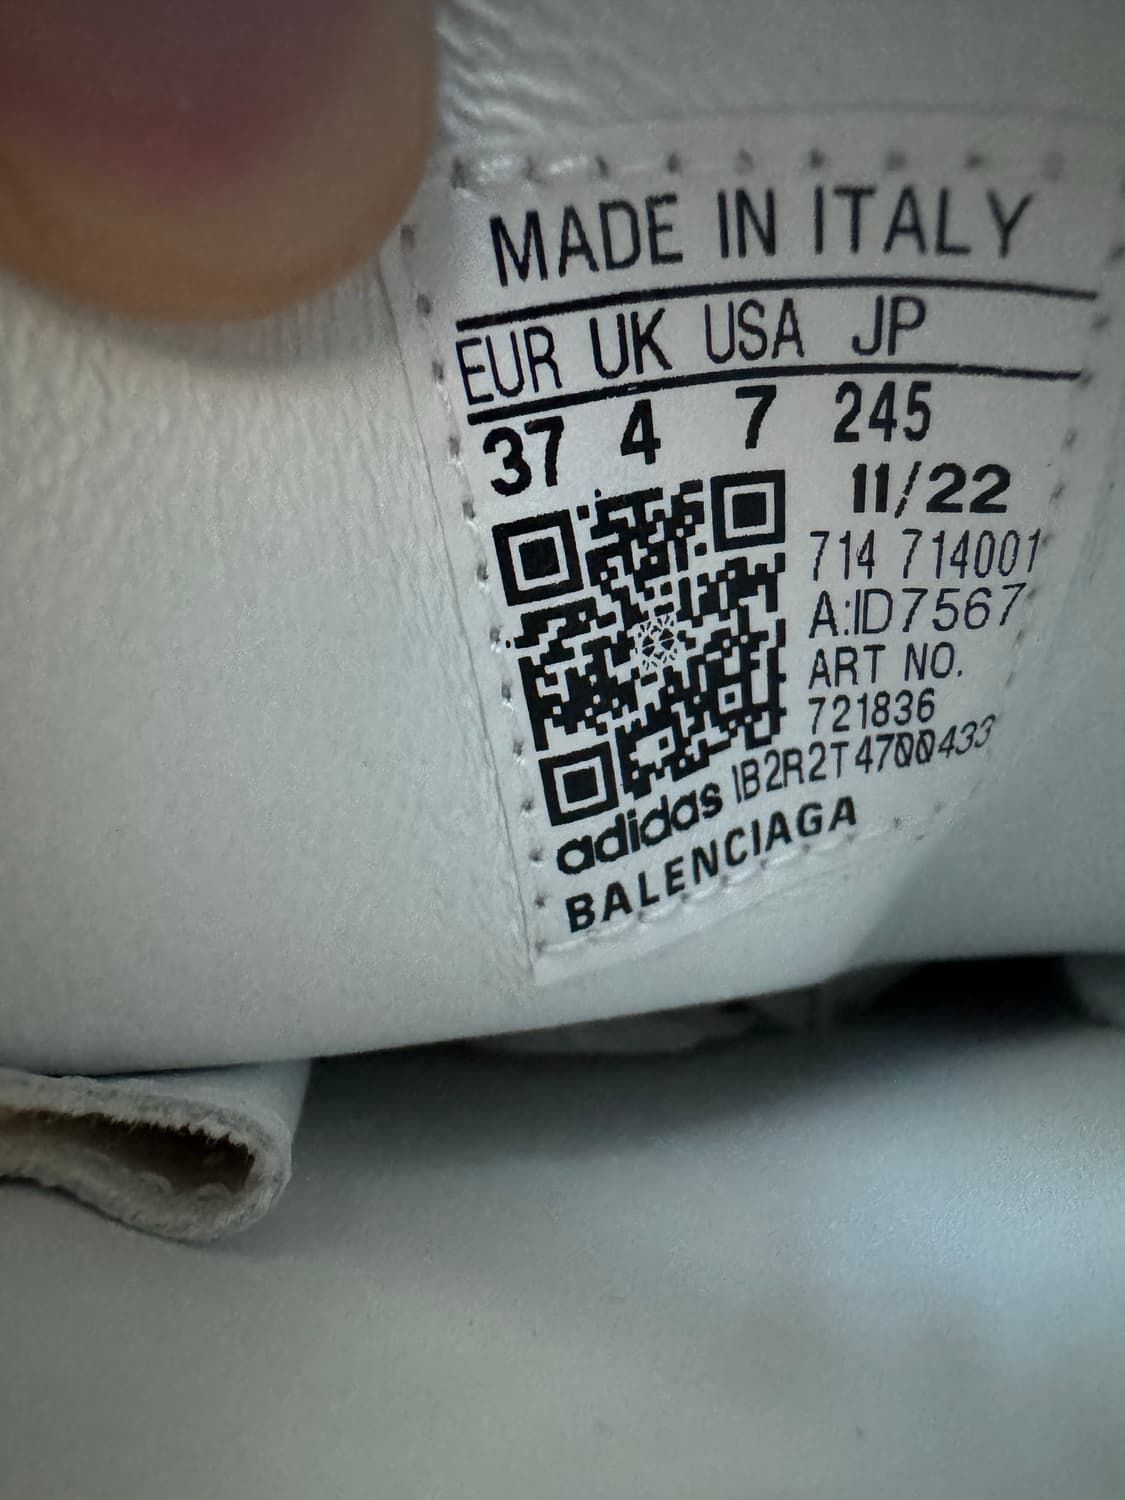 MADE IN ITALY
EUR UK USA JP
37 4 7 245
11/22
714 714001
A:ID7567
ART NO.
721836
adidas IB2R2T4700433
BALENCIAGA